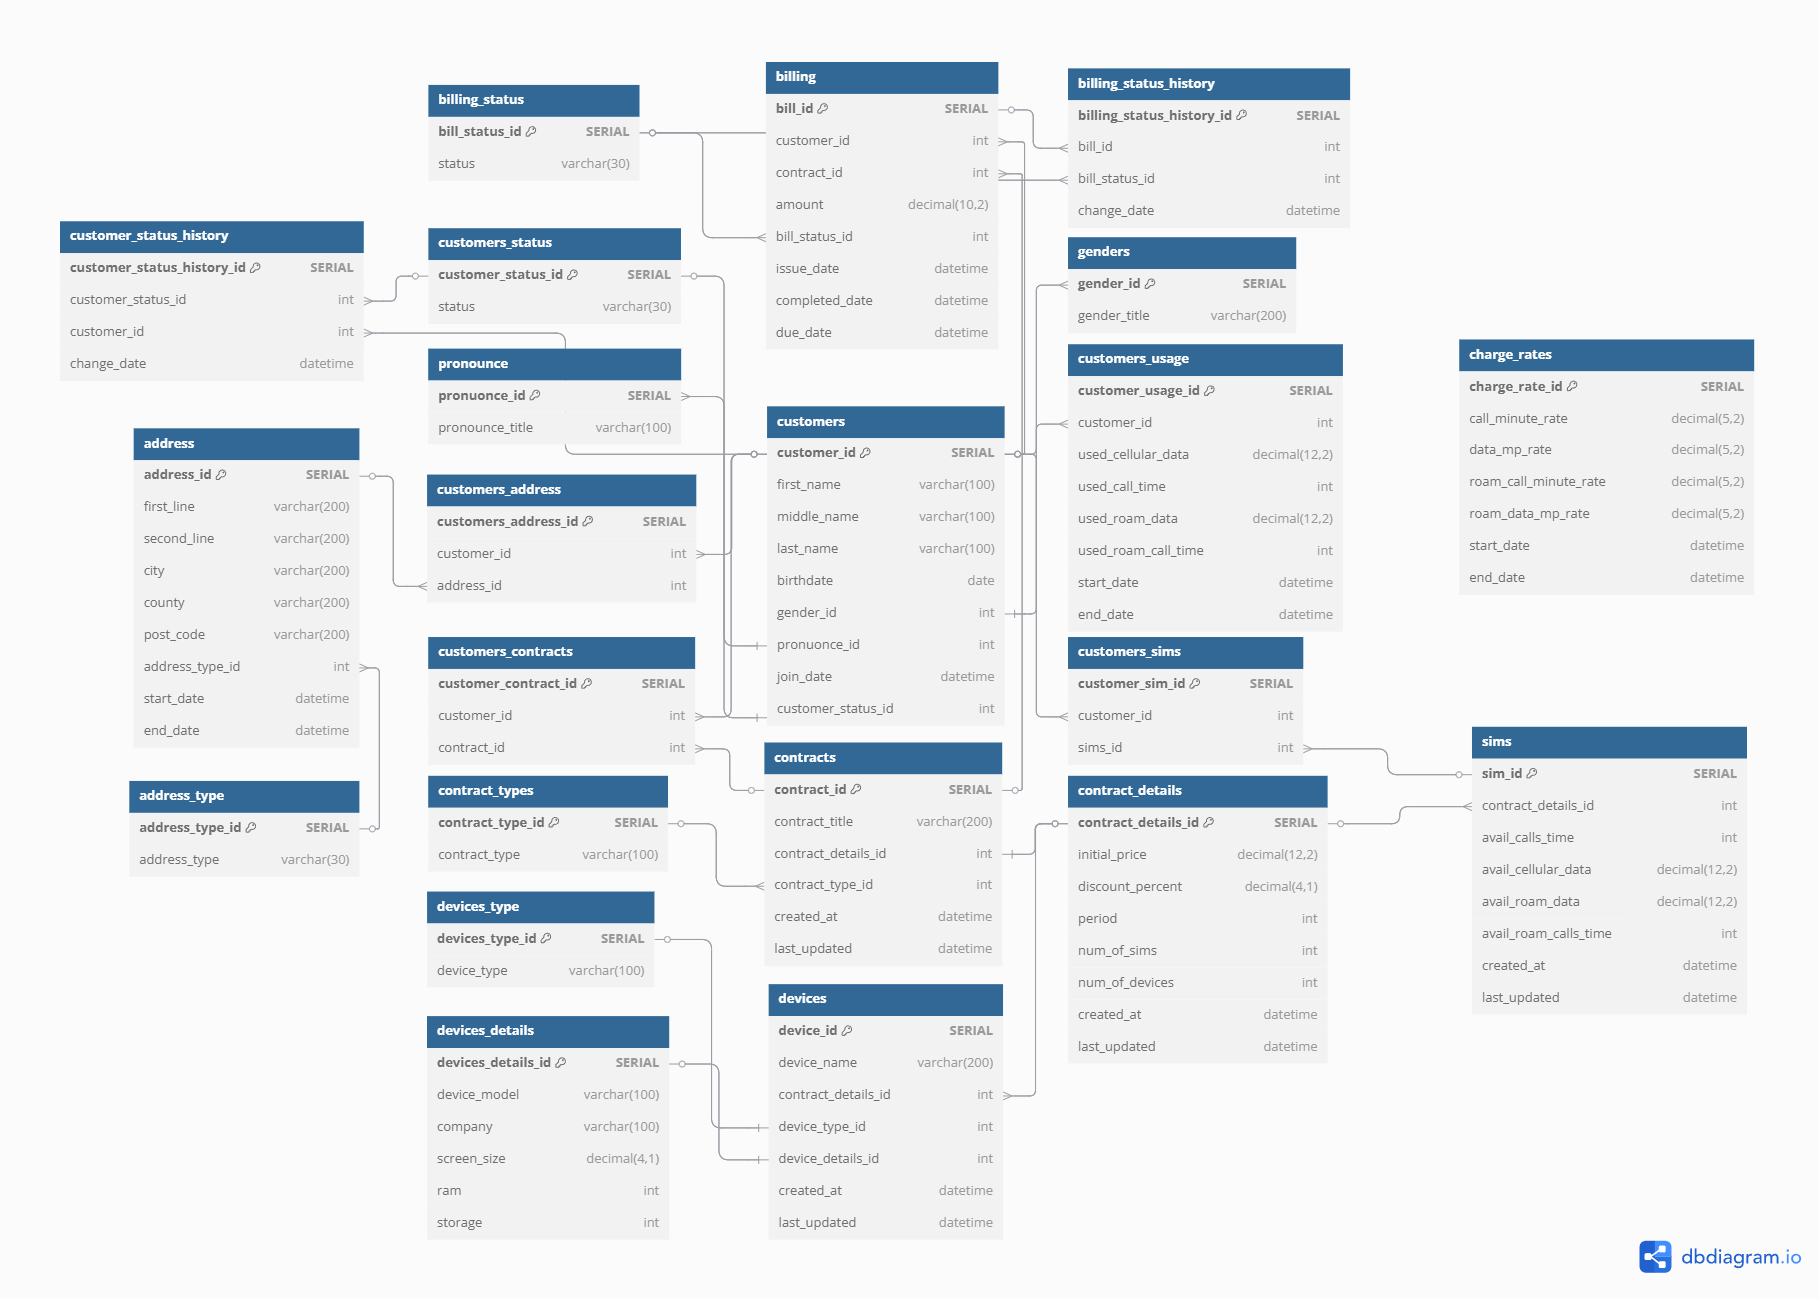 billing_status
bill_status_id SERIAL
status varchar(30)
billing
bill_id SERIAL
customer_id int
contract_id int
amount decimal(10,2)
bill_status_id int
issue_date datetime
completed_date datetime
due_date datetime
billing_status_history
billing_status_history_id SERIAL
bill_id int
bill_status_id int
change_date datetime
customer_status_history
customer_status_history_id SERIAL
customer_status_id int
customer_id int
change_date datetime
customers_status
customer_status_id SERIAL
status varchar(30)
genders
gender_id SERIAL
gender_title varchar(200)
pronounce
pronuonce_id SERIAL
pronounce_title varchar(100)
customers_usage
customer_usage_id SERIAL
customer_id int
used_cellular_data decimal(12,2)
used_call_time int
used_roam_data decimal(12,2)
used_roam_call_time int
start_date datetime
end_date datetime
charge_rates
charge_rate_id SERIAL
call_minute_rate decimal(5,2)
data_mp_rate decimal(5,2)
roam_call_minute_rate decimal(5,2)
roam_data_mp_rate decimal(5,2)
start_date datetime
end_date datetime
address
address_id SERIAL
first_line varchar(200)
second_line varchar(200)
city varchar(200)
county varchar(200)
post_code varchar(200)
address_type_id int
start_date datetime
end_date datetime
customers_address
customers_address_id SERIAL
customer_id int
address_id int
customers
customer_id SERIAL
first_name varchar(100)
middle_name varchar(100)
last_name varchar(100)
birthdate date
gender_id int
pronuonce_id int
join_date datetime
customer_status_id int
customers_contracts
customer_contract_id SERIAL
customer_id int
contract_id int
customers_sims
customer_sim_id SERIAL
customer_id int
sims_id int
sims
sim_id SERIAL
contract_details_id int
avail_calls_time int
avail_cellular_data decimal(12,2)
avail_roam_data decimal(12,2)
avail_roam_calls_time int
created_at datetime
last_updated datetime
address_type
address_type_id SERIAL
address_type varchar(30)
contract_types
contract_type_id SERIAL
contract_type varchar(100)
contracts
contract_id SERIAL
contract_title varchar(200)
contract_details_id int
contract_type_id int
created_at datetime
last_updated datetime
contract_details
contract_details_id SERIAL
initial_price decimal(12,2)
discount_percent decimal(4,1)
period int
num_of_sims int
num_of_devices int
created_at datetime
last_updated datetime
devices_type
devices_type_id SERIAL
device_type varchar(100)
devices_details
devices_details_id SERIAL
device_model varchar(100)
company varchar(100)
screen_size decimal(4,1)
ram int
storage int
devices
device_id SERIAL
device_name varchar(200)
contract_details_id int
device_type_id int
device_details_id int
created_at datetime
last_updated datetime
dbdiagram.io